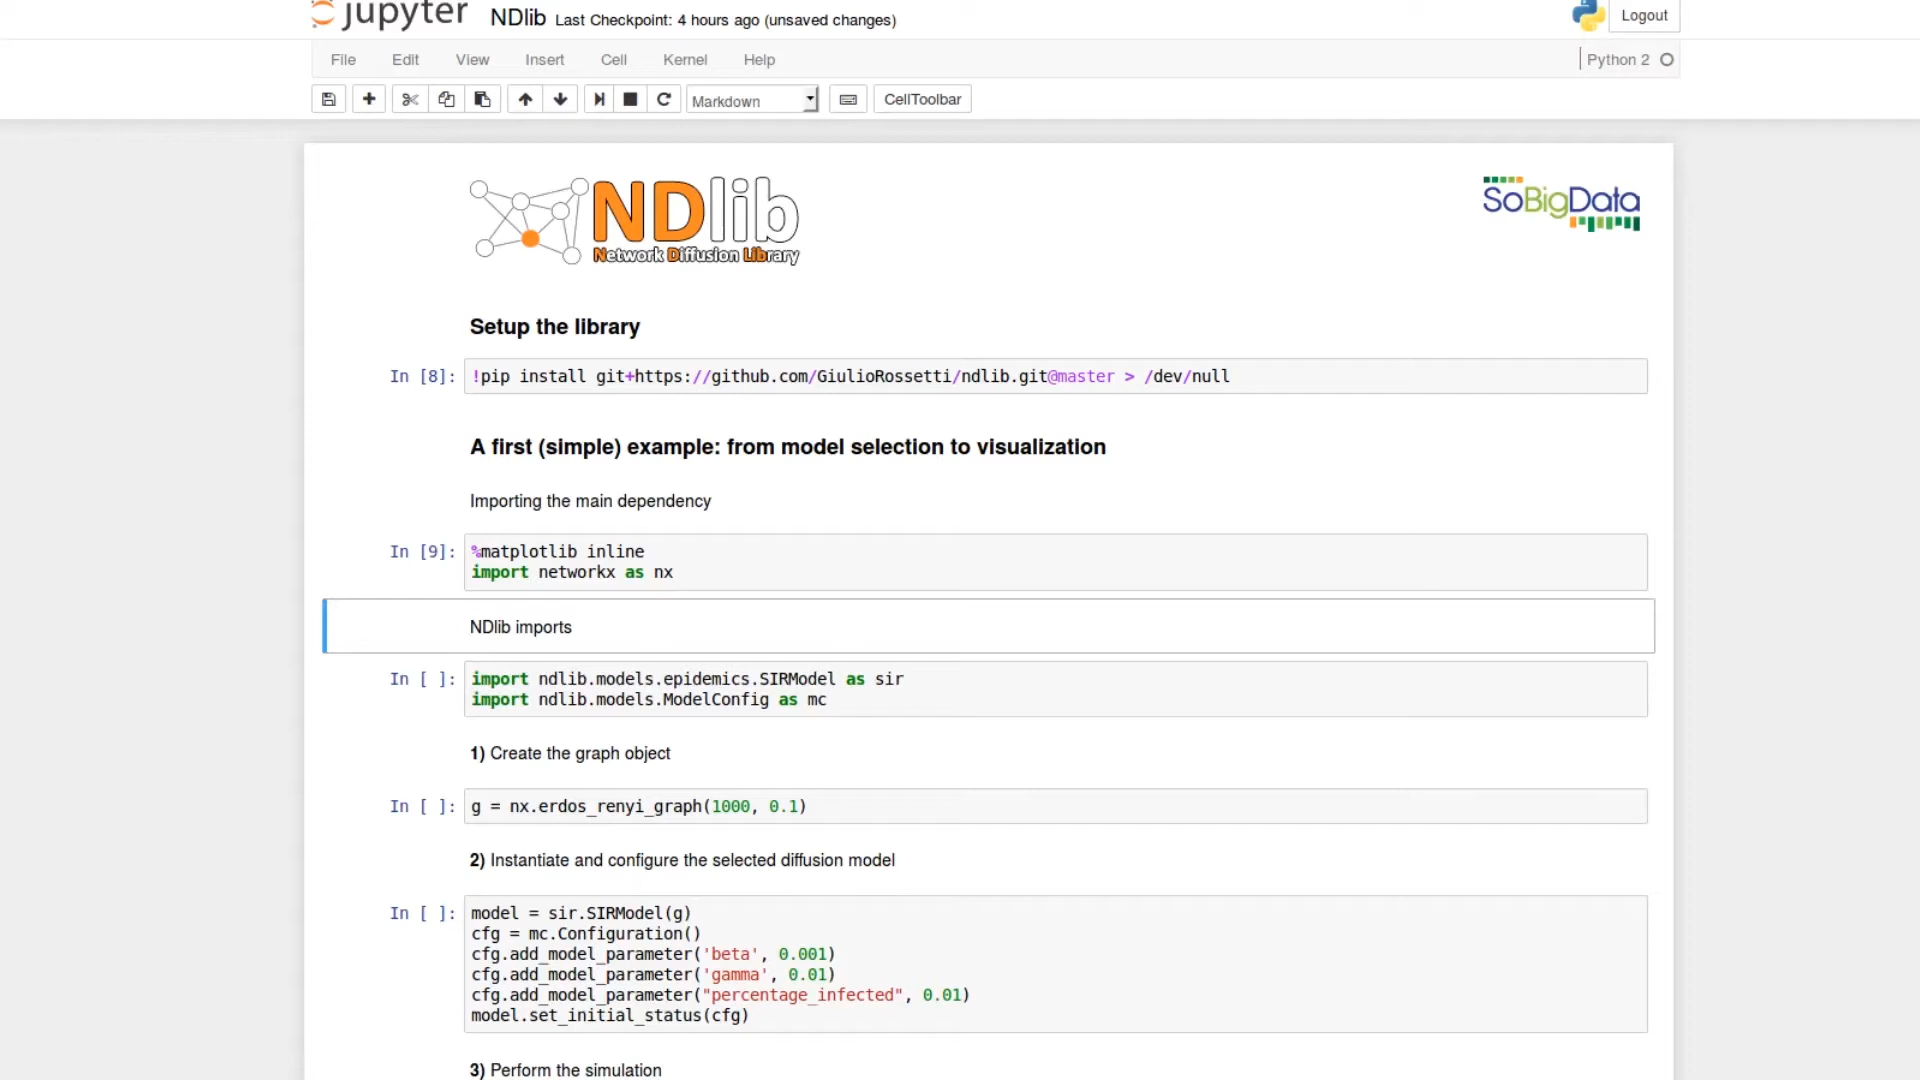 jupyter NDlib Last Checkpoint: 4 hours ago (unsaved changes) Logout
File Edit View Insert Cell Kernel Help Python 2
Markdown CellToolbar
NDlib
Network Diffusion Library
SoBigData
Setup the library
In [8]: !pip install git+https://github.com/GiulioRossetti/ndlib.git@master > /dev/null
A first (simple) example: from model selection to visualization
Importing the main dependency
In [9]: %matplotlib inline
import networkx as nx
NDlib imports
In [ ]: import ndlib.models.epidemics.SIRModel as sir
import ndlib.models.ModelConfig as mc
1) Create the graph object
In [ ]: g = nx.erdos_renyi_graph(1000, 0.1)
2) Instantiate and configure the selected diffusion model
In [ ]: model = sir.SIRModel(g)
cfg = mc.Configuration()
cfg.add_model_parameter('beta', 0.001)
cfg.add_model_parameter('gamma', 0.01)
cfg.add_model_parameter("percentage_infected", 0.01)
model.set_initial_status(cfg)
3) Perform the simulation